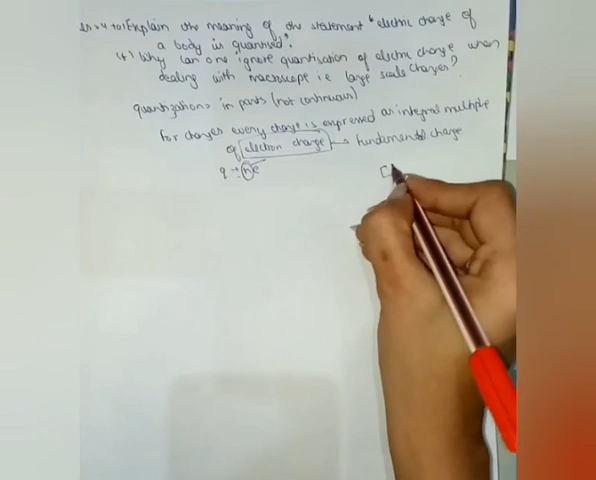 Explain the meaning of the statement "electric charge of
a body is quantised".
Why can one ignore quantisation of electric charge when
dealing with macroscopic i.e large scale charges?
quantization = in parts (not continuous)
for charges every charge is expressed as integral multiple
of electron charge → fundamental charge
q = ne
[